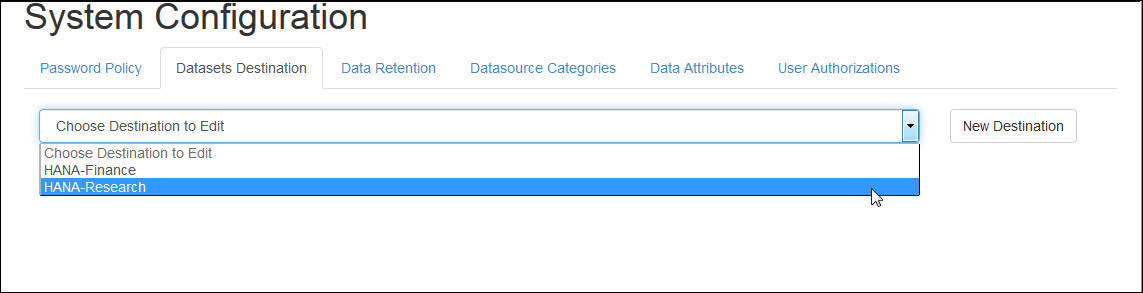 System Configuration
Password Policy Datasets Destination Data Retention Datasource Categories Data Attributes User Authorizations
Choose Destination to Edit New Destination
Choose Destination to Edit
HANA-Finance
HANA-Research